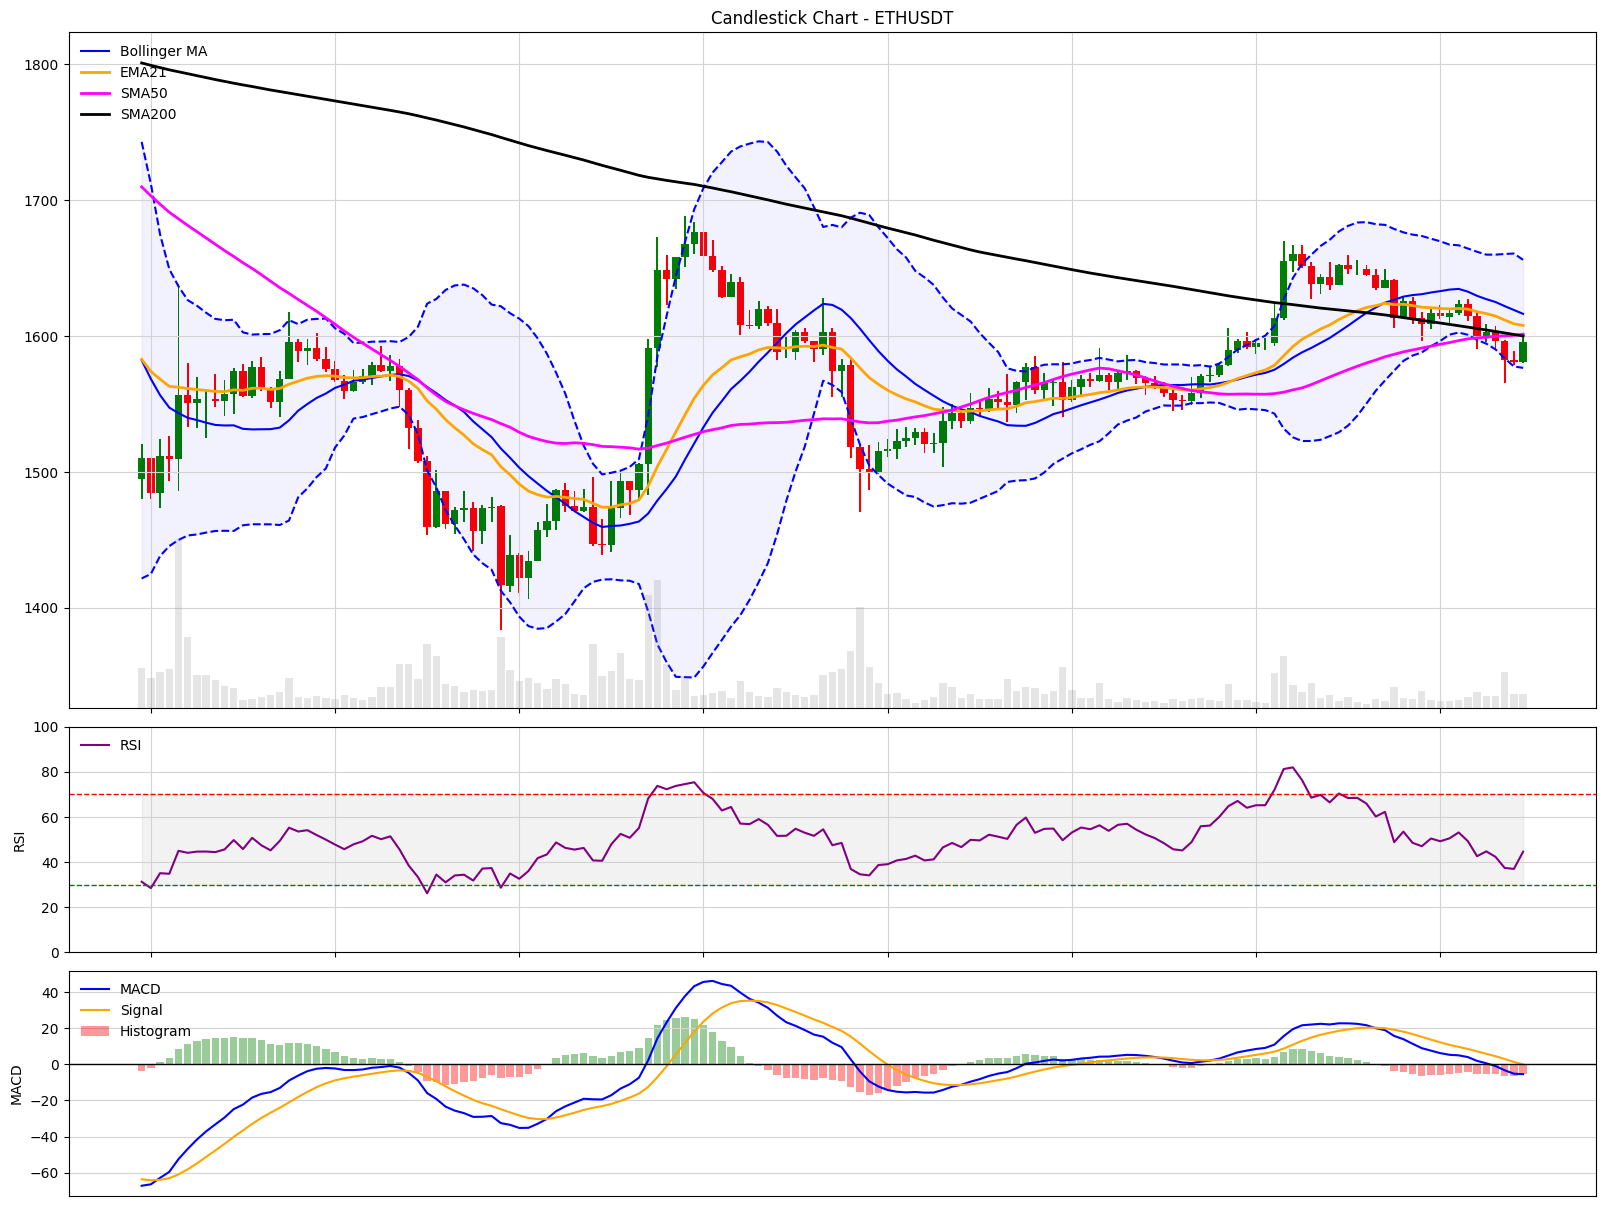 Candlestick Chart - ETHUSDT
Bollinger MA
EMA21
SMA50
SMA200
1800
1700
1600
1500
1400
RSI
RSI
100
80
60
40
20
0
MACD
Signal
Histogram
MACD
40
20
0
−20
−40
−60